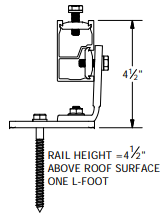 4½"
RAIL HEIGHT =4½"
ABOVE ROOF SURFACE
ONE L-FOOT